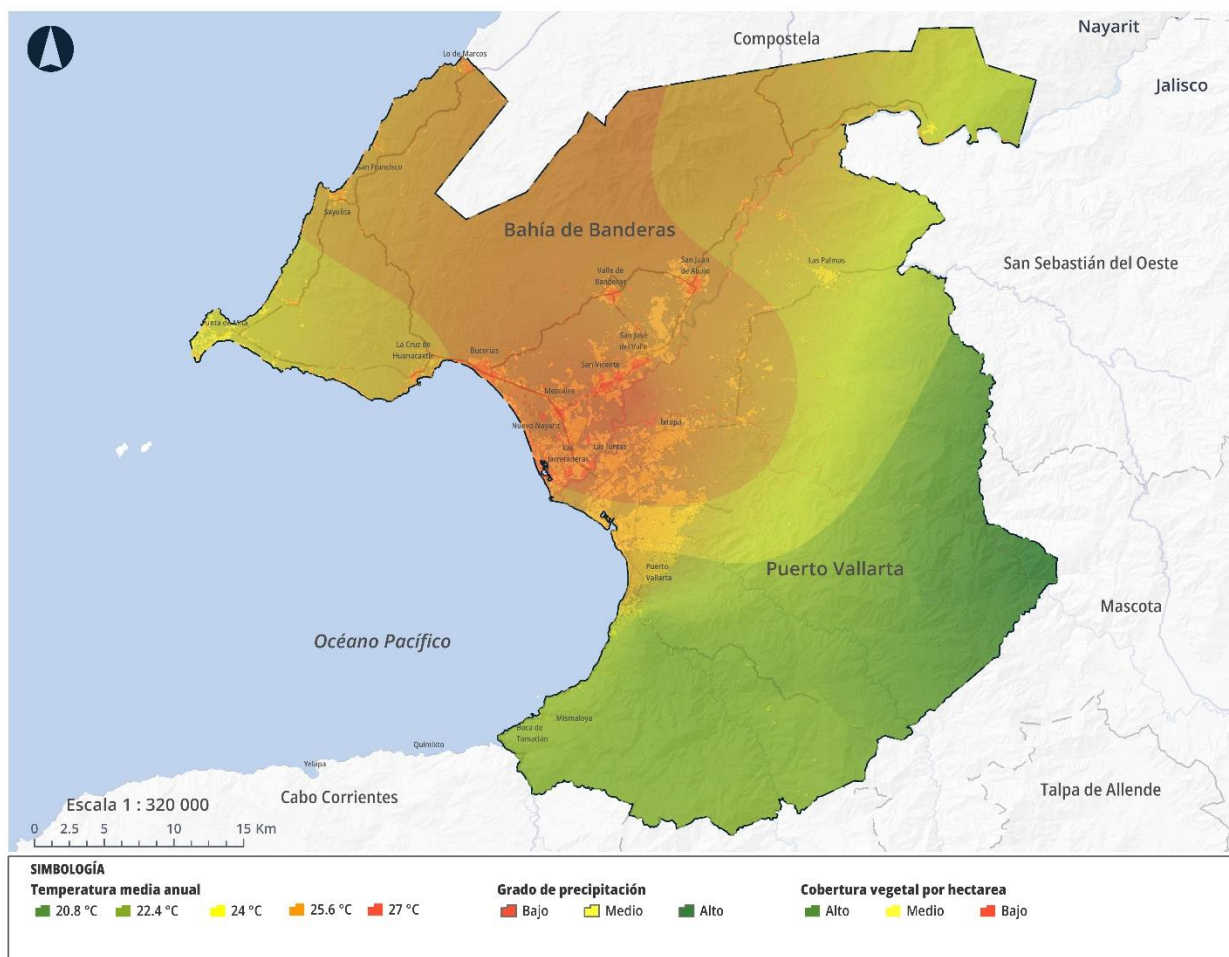 Nayarit
Compostela
Jalisco
Lo de Marcos
San Francisco
Sayulita
Bahía de Banderas
San Sebastián del Oeste
San Juan
de Abajo
Las Palmas
Valle de
Banderas
Punta de Mita
San José
del Valle
La Cruz de
Huanacaxtle
Bucerías
San Vicente
Mezcales
Nuevo Nayarit
Ixtapa
Las Juntas
Las
Jarretaderas
Puerto
Vallarta
Puerto Vallarta
Mascota
Océano Pacífico
Mismaloya
Boca de
Tomatlán
Quimixto
Yelapa
Cabo Corrientes
Talpa de Allende
Escala 1 : 320 000
0 2.5 5 10 15 Km
SIMBOLOGÍA
Temperatura media anual
20.8 °C 22.4 °C 24 °C 25.6 °C 27 °C
Grado de precipitación
Bajo Medio Alto
Cobertura vegetal por hectarea
Alto Medio Bajo